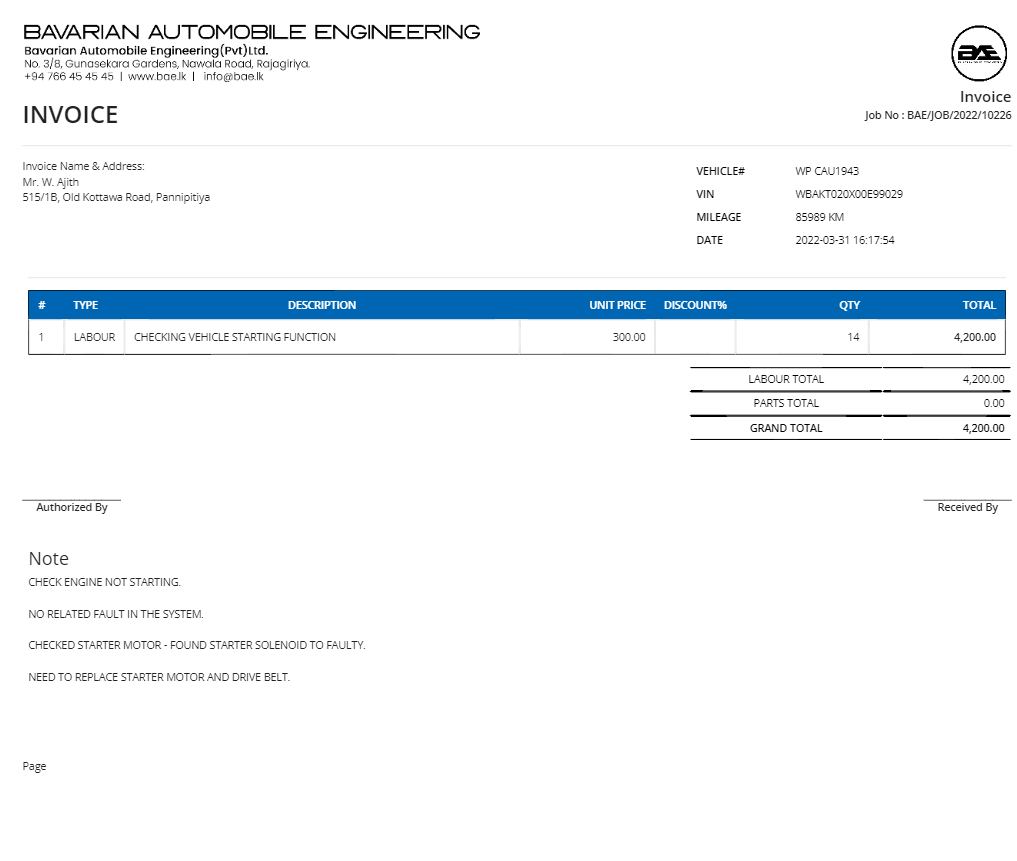 BAVARIAN AUTOMOBILE ENGINEERING
Bavarian Automobile Engineering(Pvt)Ltd.
No. 3/8, Gunasekara Gardens, Nawala Road, Rajagiriya.
+94 766 45 45 45 | www.bae.lk | info@bae.lk
BAE
Invoice
INVOICE
Job No : BAE/JOB/2022/10226
Invoice Name & Address:
Mr. W. Ajith
515/1B, Old Kottawa Road, Pannipitiya
VEHICLE# WP CAU1943
VIN WBAKT020X00E99029
MILEAGE 85989 KM
DATE 2022-03-31 16:17:54
# TYPE DESCRIPTION UNIT PRICE DISCOUNT% QTY TOTAL
1 LABOUR CHECKING VEHICLE STARTING FUNCTION 300.00 14 4,200.00
LABOUR TOTAL 4,200.00
PARTS TOTAL 0.00
GRAND TOTAL 4,200.00
Authorized By Received By
Note
CHECK ENGINE NOT STARTING.
NO RELATED FAULT IN THE SYSTEM.
CHECKED STARTER MOTOR - FOUND STARTER SOLENOID TO FAULTY.
NEED TO REPLACE STARTER MOTOR AND DRIVE BELT.
Page